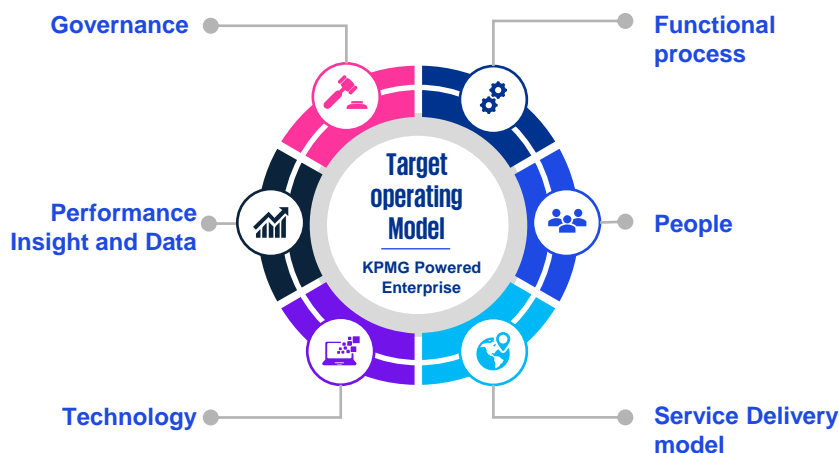 Governance
Functional
process
Target
operating
Model
KPMG Powered
Enterprise
Performance
Insight and Data
People
Technology
Service Delivery
model